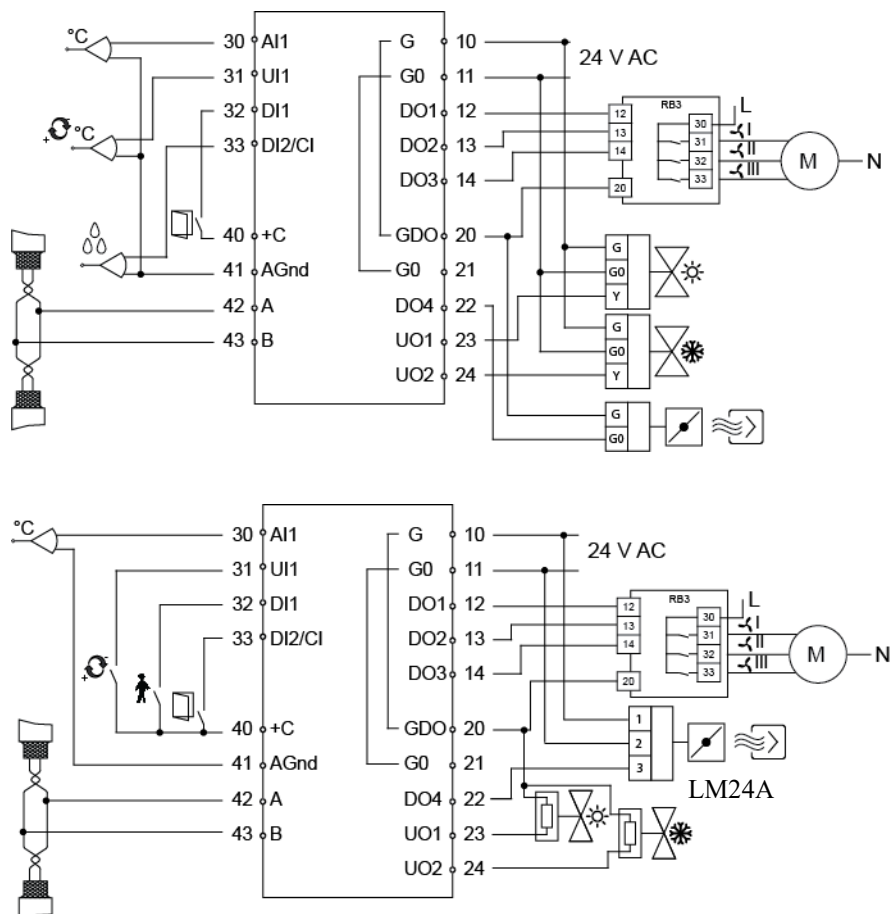 °C 30 AI1 G 10 24 V AC
+ - °C 31 UI1 G0 11
32 DI1 DO1 12 12 RB3 30 L
33 DI2/CI DO2 13 13 31 I
DO3 14 14 32 II M N
33 III
40 +C GDO 20 20
41 AGnd G0 21 G
G0
42 A DO4 22 Y
43 B UO1 23 G
G0
UO2 24 Y
G
G0
°C 30 AI1 G 10 24 V AC
31 UI1 G0 11
32 DI1 DO1 12 12 RB3 30 L
33 DI2/CI DO2 13 13 31 I
+ - DO3 14 14 32 II M N
33 III
40 +C GDO 20 20
1
41 AGnd G0 21 2
3
42 A DO4 22 LM24A
43 B UO1 23
UO2 24